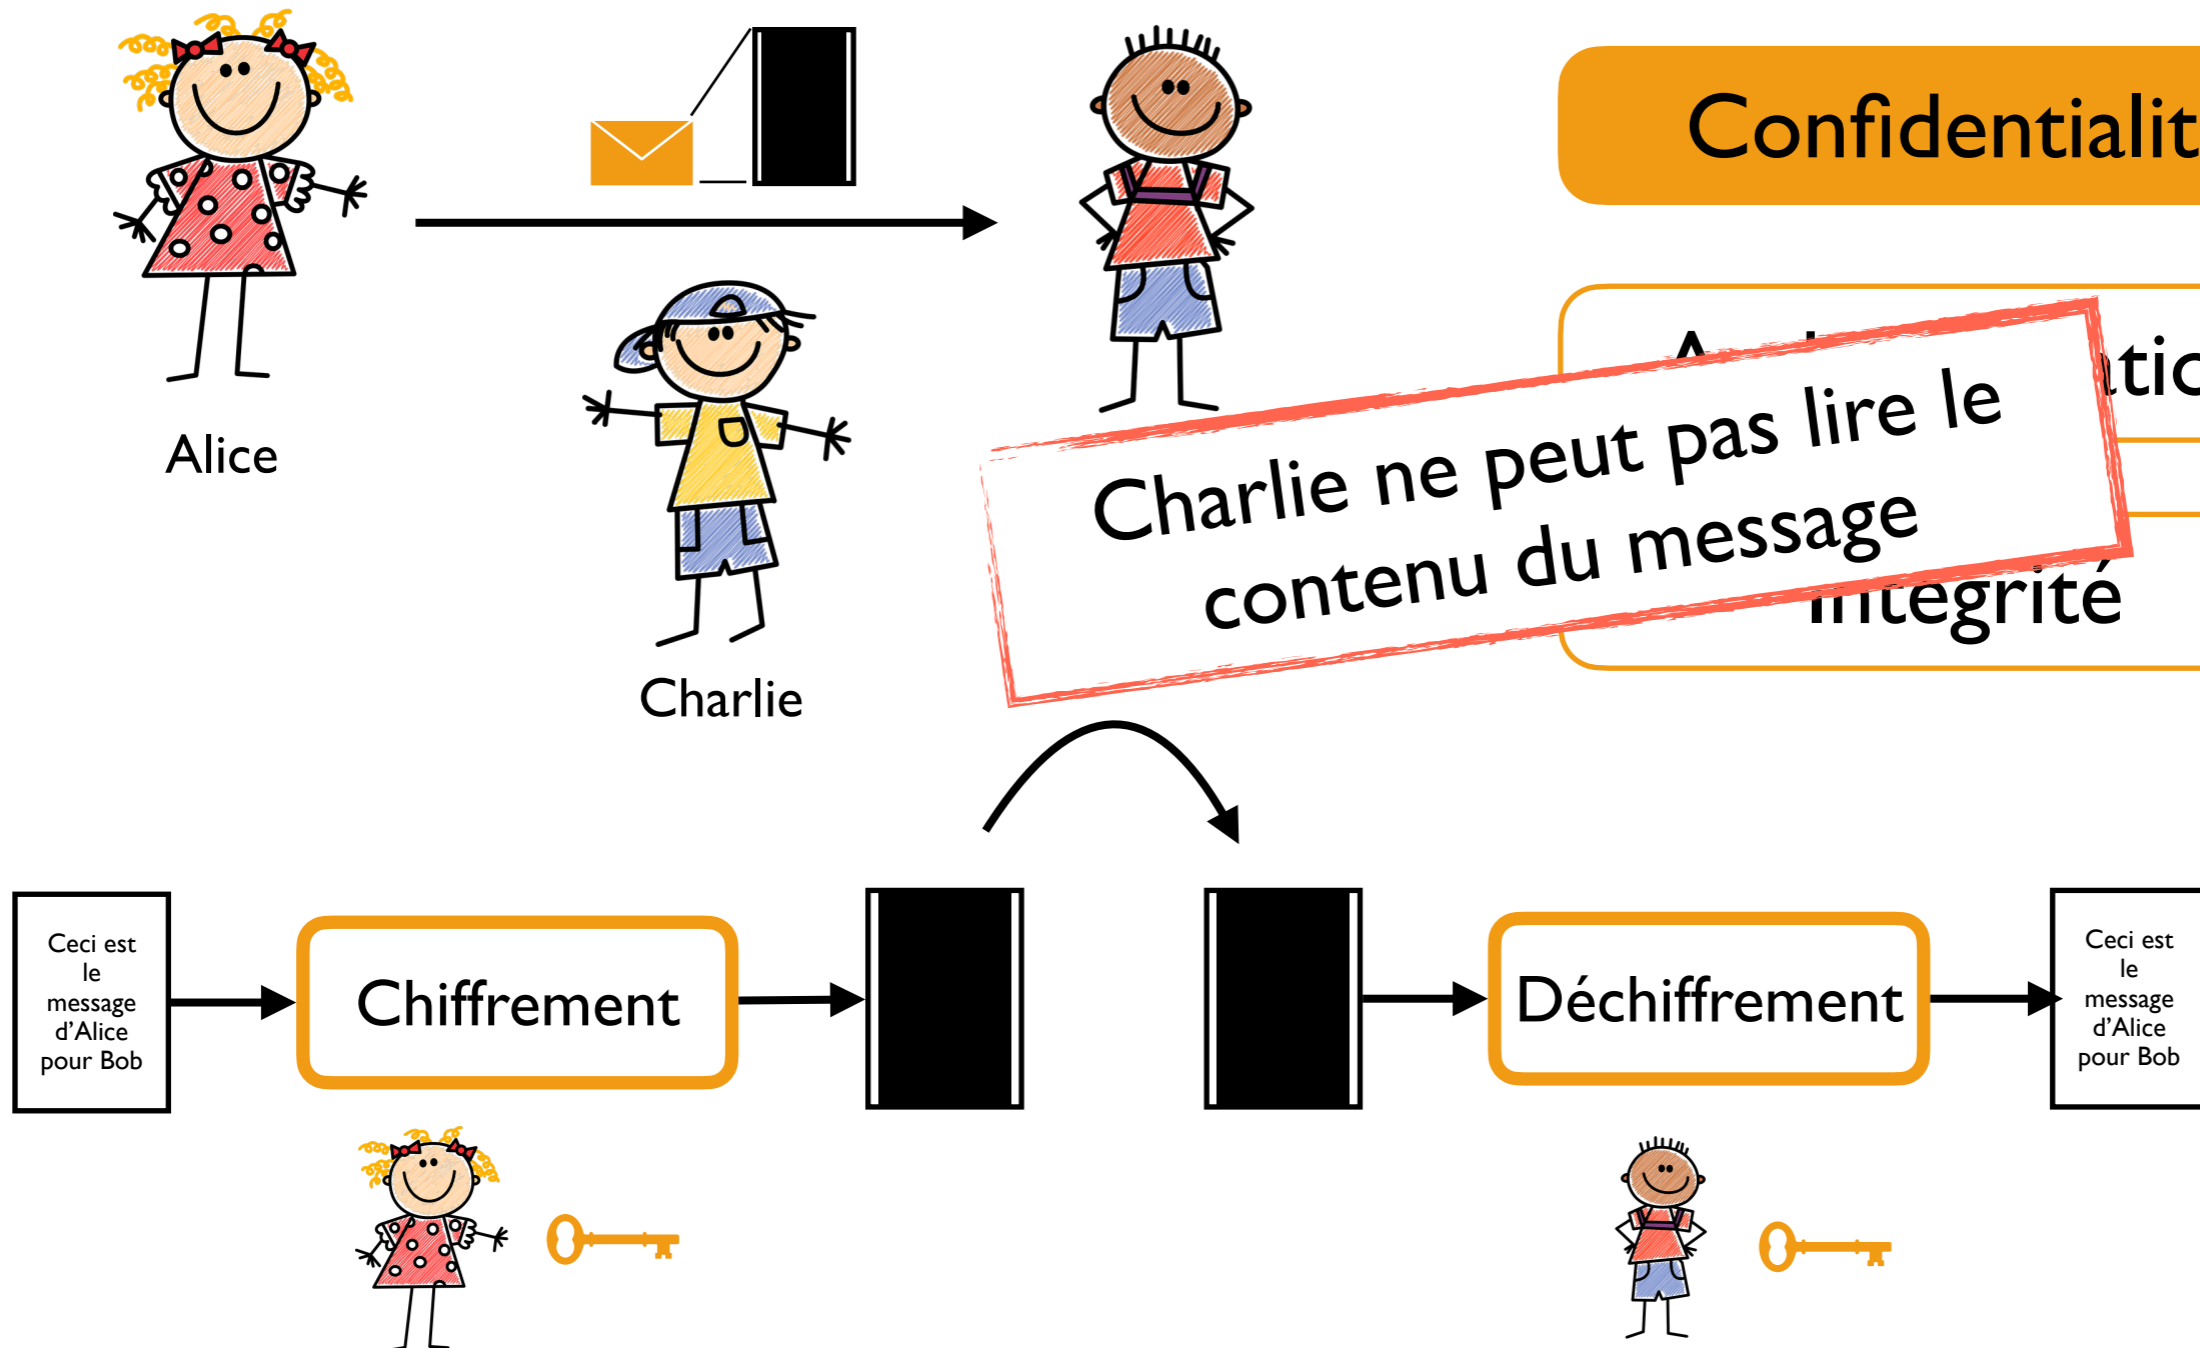 Confidentialit
Alice
Charlie ne peut pas lire le
contenu du message
intégrité
Charlie
Ceci est
le
message
d'Alice
pour Bob
Chiffrement
Déchiffrement
Ceci est
le
message
d'Alice
pour Bob